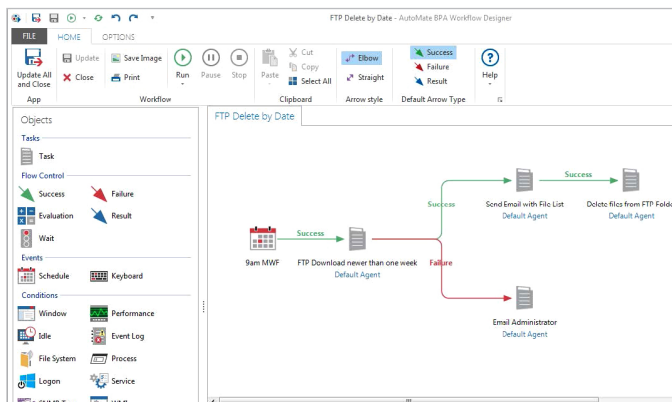 FTP Delete by Date - AutoMate BPA Workflow Designer
FILE HOME OPTIONS
Update All and Close
Update
Close
Save Image
Print
Run
Pause
Stop
Paste
Cut
Copy
Select All
Elbow
Straight
Success
Failure
Result
Help
App Workflow Clipboard Arrow style Default Arrow Type
Objects
Tasks
Task
Flow Control
Success Failure
Evaluation Result
Wait
Events
Schedule Keyboard
Conditions
Window Performance
Idle Event Log
File System Process
Logon Service
FTP Delete by Date
Success
Success
Success
Send Email with File List
Default Agent
Delete files from FTP Folde
Default Agent
9am MWF
FTP Download newer than one week
Default Agent
Failure
Email Administrator
Default Agent